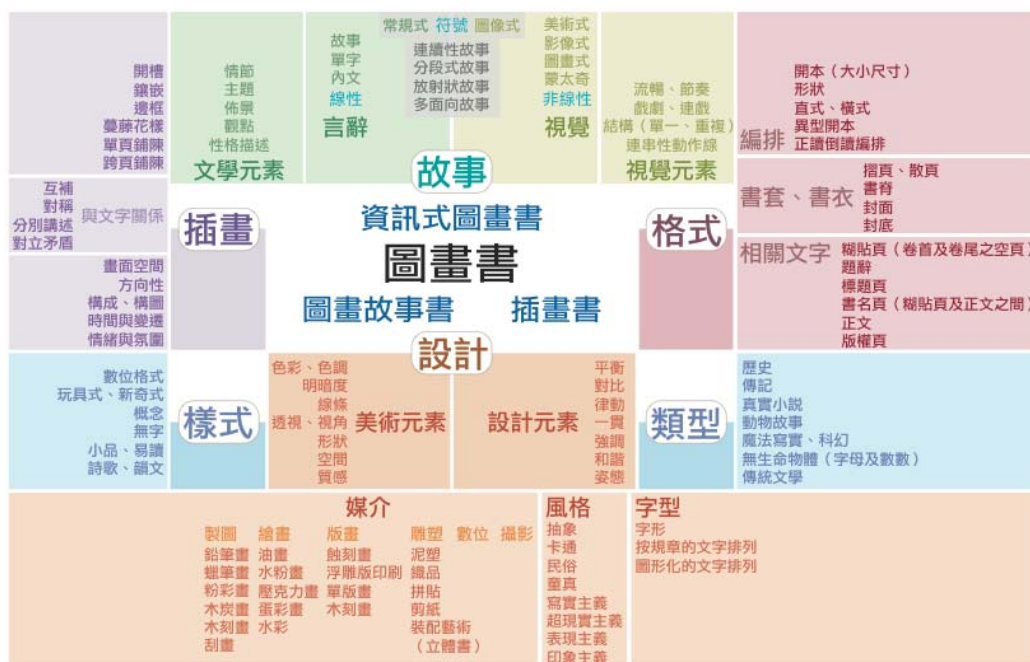 開槽
鑲嵌
邊框
蔓藤花樣
單頁鋪陳
跨頁鋪陳
情節
主題
佈景
觀點
性格描述
文學元素
故事
單字
內文
線性
言辭
常規式 符號 圖像式
連續性故事
分段式故事
放射狀故事
多面向故事
美術式
影像式
圖畫式
蒙太奇
非線性
視覺
流暢、節奏
戲劇、連戲
結構（單一、重複）
連串性動作線
視覺元素
故事
編排
開本（大小尺寸）
形狀
直式、橫式
異型開本
正讀倒讀編排
互補
對稱
分別講述
對立矛盾
與文字關係
插畫
資訊式圖畫書
圖畫書
圖畫故事書 插畫書
格式
書套、書衣
摺頁、散頁
書脊
封面
封底
畫面空間
方向性
構成、構圖
時間與變遷
情緒與氛圍
相關文字
糊貼頁（卷首及卷尾之空頁）
題辭
標題頁
書名頁（糊貼頁及正文之間）
正文
版權頁
設計
數位格式
玩具式、新奇式
概念
無字
小品、易讀
詩歌、韻文
樣式
色彩、色調
明暗度
線條
透視、視角
形狀
空間
質感
美術元素
設計元素
平衡
對比
律動
一貫
強調
和諧
姿態
類型
歷史
傳記
真實小說
動物故事
魔法寫實、科幻
無生命物體（字母及數數）
傳統文學
媒介
製圖
鉛筆畫
蠟筆畫
粉彩畫
木炭畫
木刻畫
刮畫
繪畫
油畫
水粉畫
壓克力畫
蛋彩畫
水彩
版畫
蝕刻畫
浮雕版印刷
單版畫
木刻畫
雕塑
泥塑
織品
拼貼
剪紙
裝配藝術
（立體書）
數位
攝影
風格
抽象
卡通
民俗
童真
寫實主義
超現實主義
表現主義
印象主義
字型
字形
按規章的文字排列
圖形化的文字排列